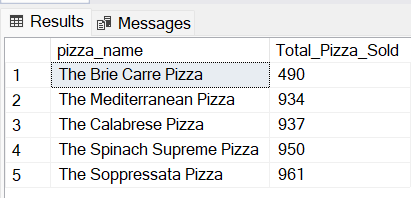 Results Messages
pizza_name Total_Pizza_Sold
1 The Brie Carre Pizza 490
2 The Mediterranean Pizza 934
3 The Calabrese Pizza 937
4 The Spinach Supreme Pizza 950
5 The Soppressata Pizza 961